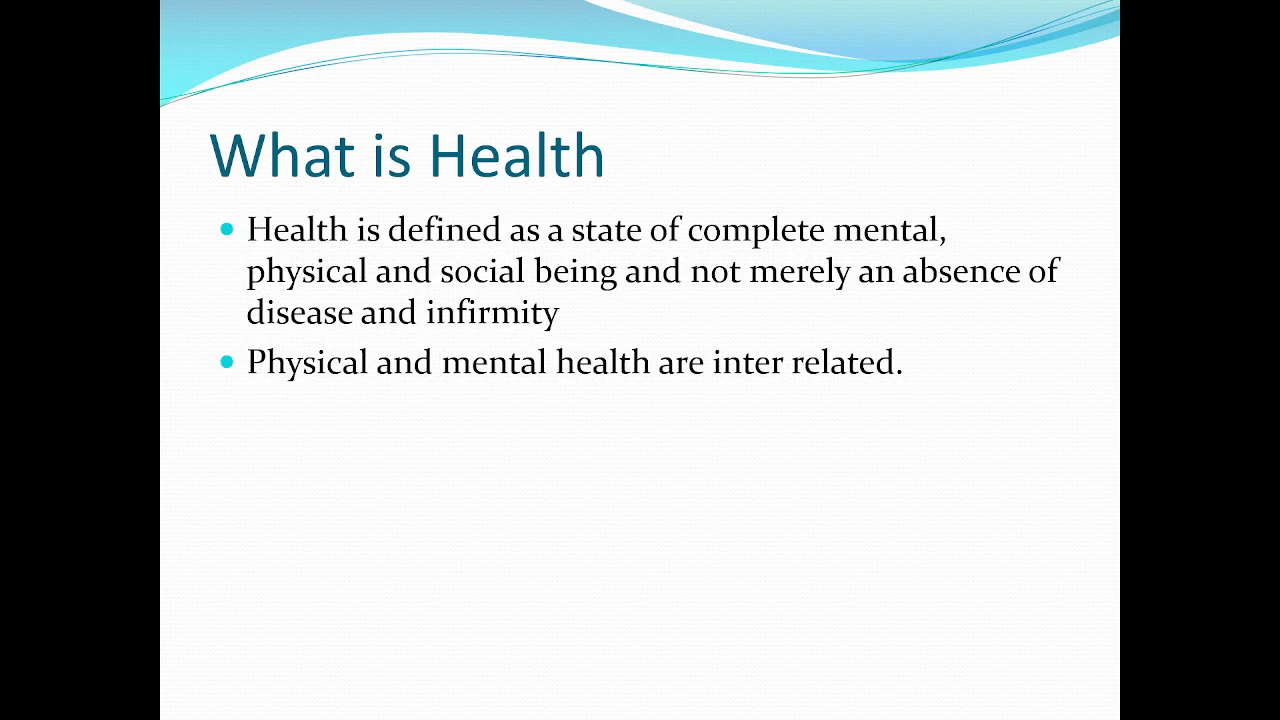 What is Health
Health is defined as a state of complete mental,
physical and social being and not merely an absence of
disease and infirmity
Physical and mental health are inter related.